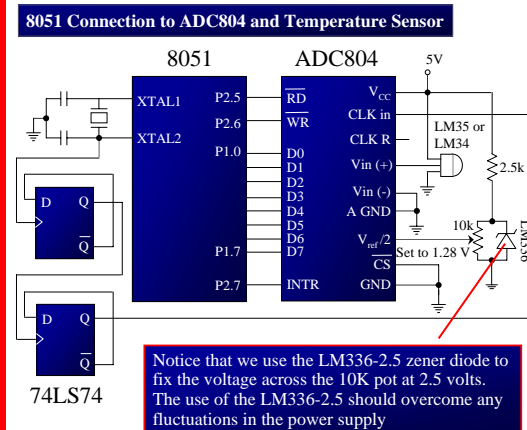 8051 Connection to ADC804 and Temperature Sensor
8051
ADC804
5V
XTAL1
XTAL2
P2.5
P2.6
P1.0
P1.7
P2.7
RD
WR
D0
D1
D2
D3
D4
D5
D6
D7
INTR
VCC
CLK in
CLK R
Vin (+)
Vin (-)
A GND
Vref/2
CS
GND
LM35 or
LM34
2.5k
10k
Set to 1.28 V
LM336
D Q
Q
D Q
Q
74LS74
Notice that we use the LM336-2.5 zener diode to
fix the voltage across the 10K pot at 2.5 volts.
The use of the LM336-2.5 should overcome any
fluctuations in the power supply